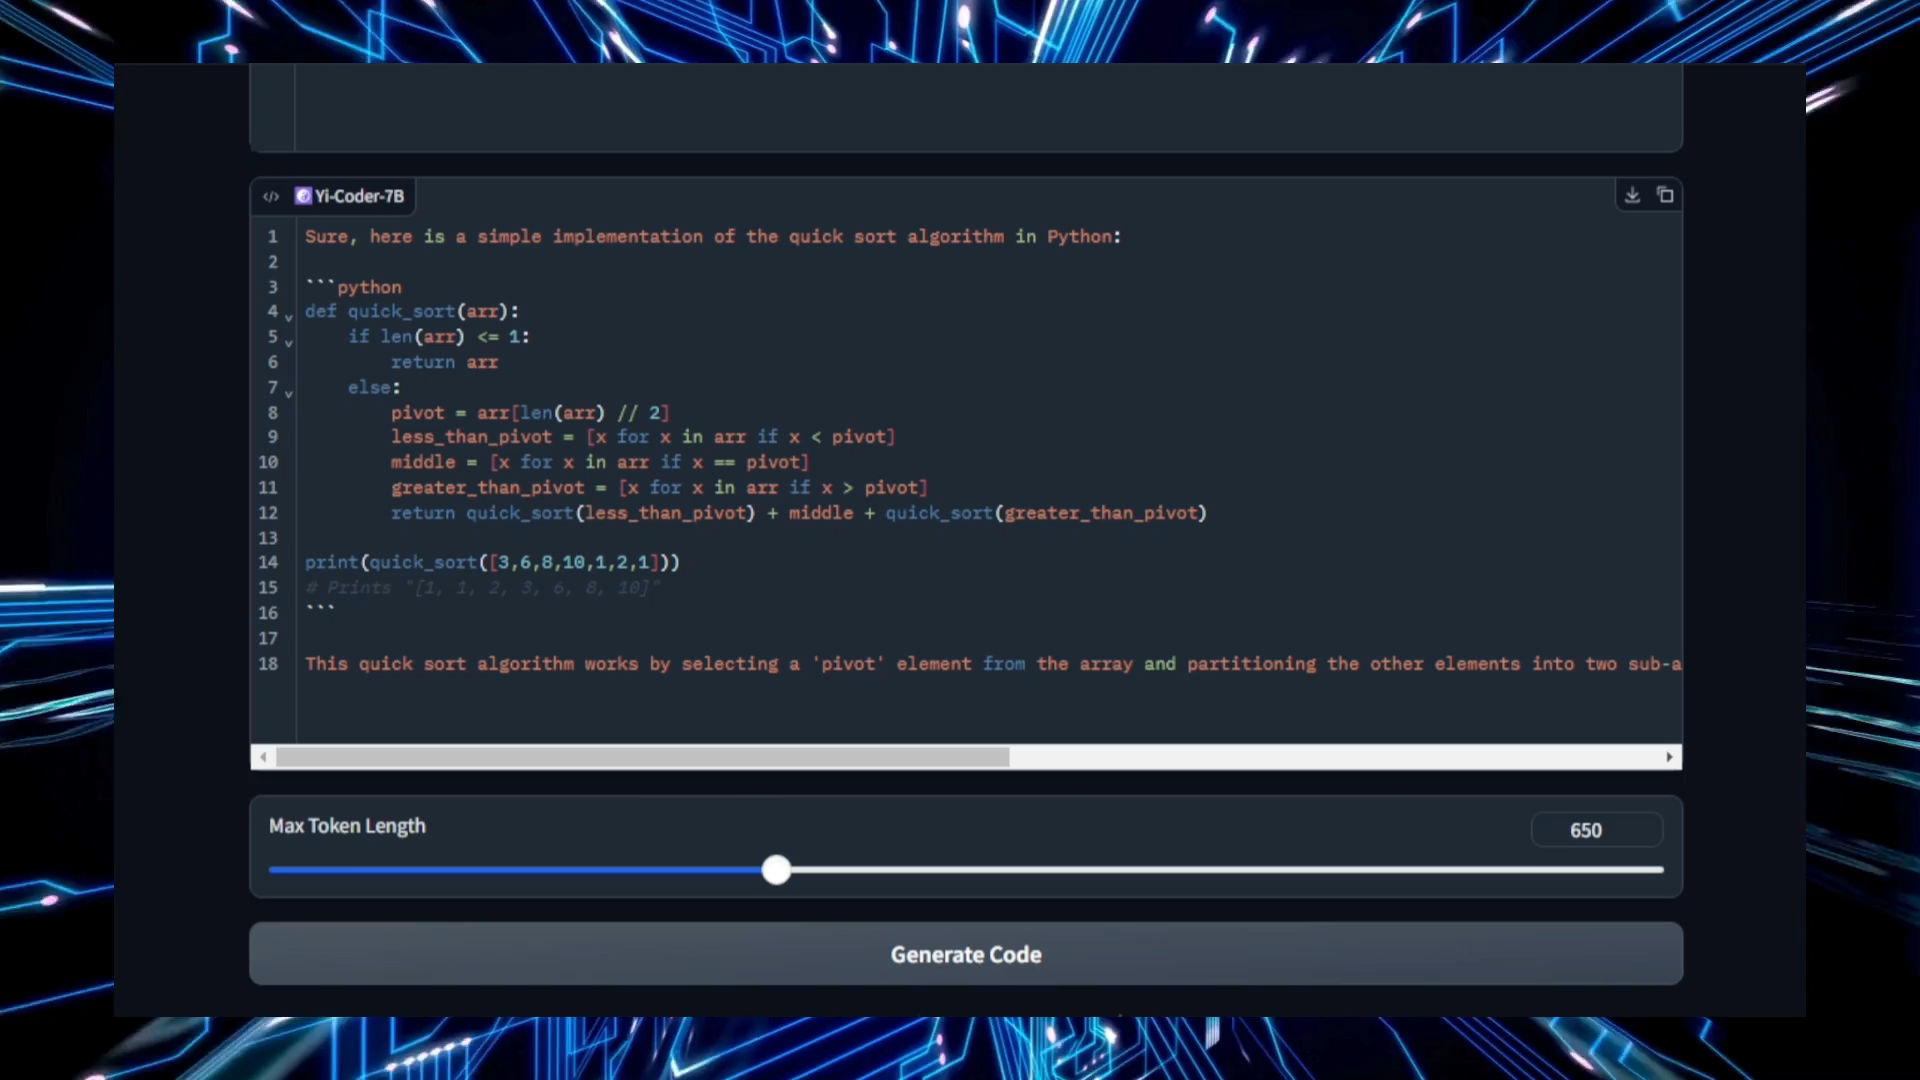 </> Yi-Coder-7B
1 Sure, here is a simple implementation of the quick sort algorithm in Python:
2
3 ```python
4 def quick_sort(arr):
5     if len(arr) <= 1:
6         return arr
7     else:
8         pivot = arr[len(arr) // 2]
9         less_than_pivot = [x for x in arr if x < pivot]
10         middle = [x for x in arr if x == pivot]
11         greater_than_pivot = [x for x in arr if x > pivot]
12         return quick_sort(less_than_pivot) + middle + quick_sort(greater_than_pivot)
13
14 print(quick_sort([3,6,8,10,1,2,1]))
15 # Prints "[1, 1, 2, 3, 6, 8, 10]"
16 ```
17
18 This quick sort algorithm works by selecting a 'pivot' element from the array and partitioning the other elements into two sub-a
Max Token Length
650
Generate Code